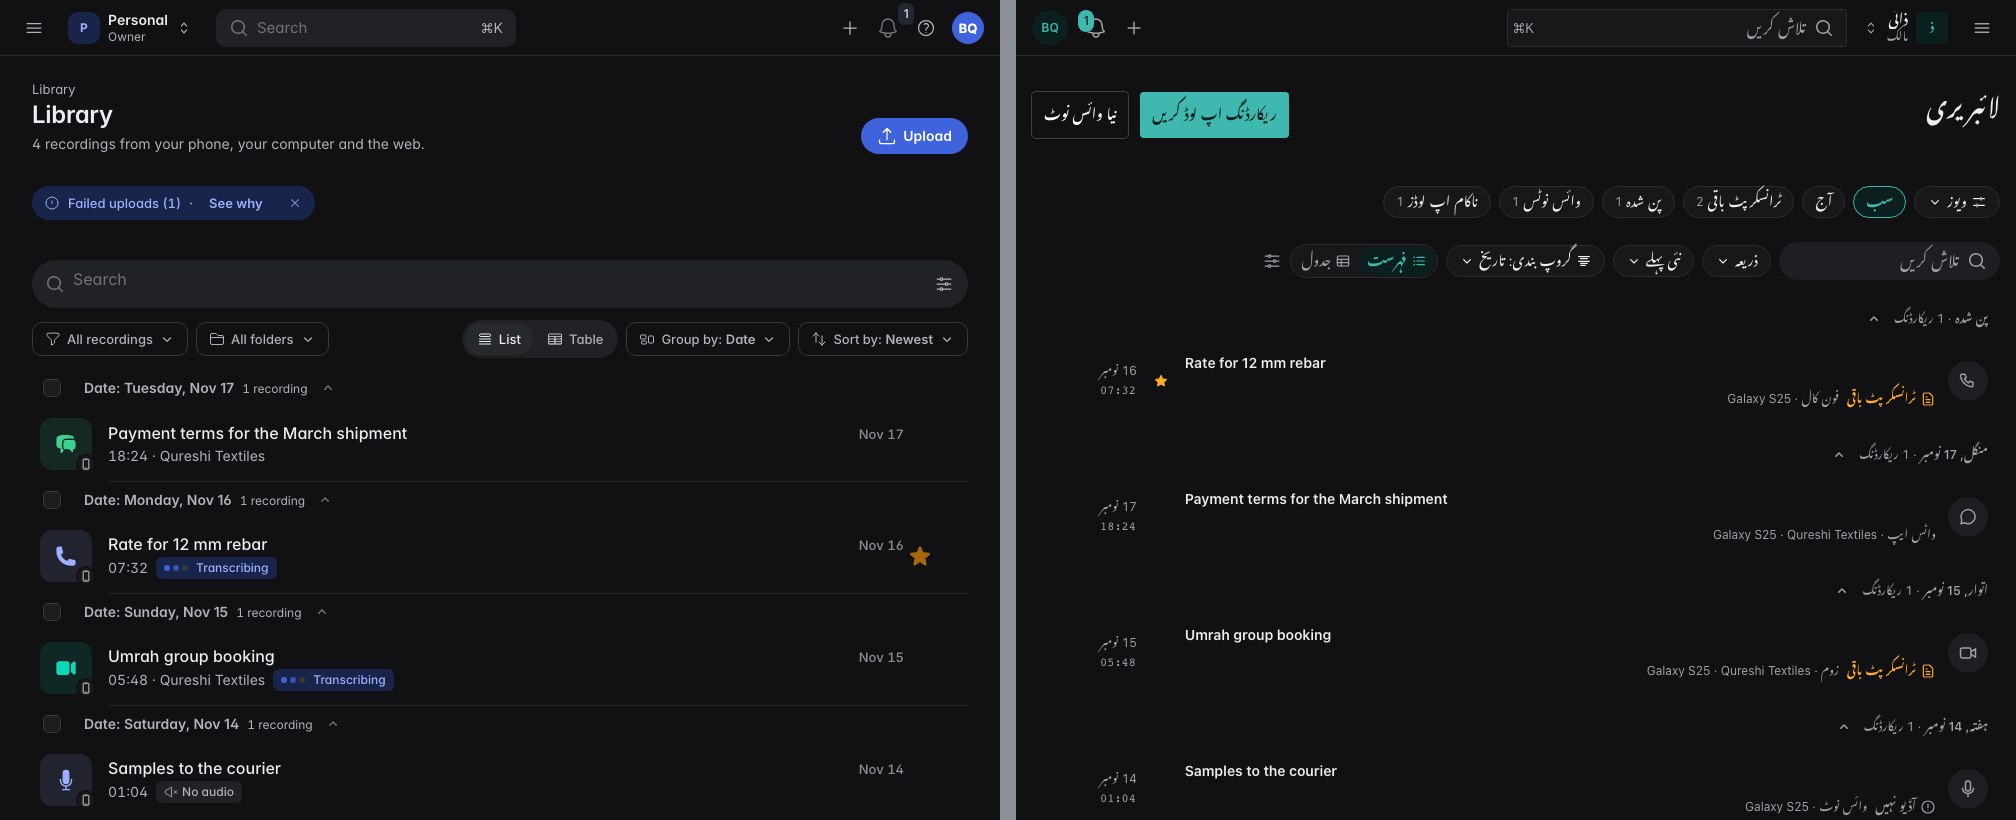 P
Personal
Owner
Search
⌘K
1
BQ
Library
Library
4 recordings from your phone, your computer and the web.
Upload
Failed uploads (1) · See why
Search
All recordings
All folders
List
Table
Group by: Date
Sort by: Newest
Date: Tuesday, Nov 17 1 recording
Payment terms for the March shipment
Nov 17
18:24 · Qureshi Textiles
Date: Monday, Nov 16 1 recording
Rate for 12 mm rebar
Nov 16
07:32 Transcribing
Date: Sunday, Nov 15 1 recording
Umrah group booking
Nov 15
05:48 · Qureshi Textiles Transcribing
Date: Saturday, Nov 14 1 recording
Samples to the courier
Nov 14
01:04 No audio
ذ
ذاتی
مالک
تلاش کریں
⌘K
1
BQ
لائبریری
ریکارڈنگ اپ لوڈ کریں
نیا وائس نوٹ
ویوز
سب
آج
ٹرانسکرپٹ باقی 2
پن شدہ 1
وائس نوٹس 1
ناکام اپ لوڈز 1
تلاش کریں
ذریعہ
نئی پہلے
گروپ بندی: تاریخ
فہرست
جدول
پن شدہ · 1 ریکارڈنگ
Rate for 12 mm rebar
16 نومبر
07:32
ٹرانسکرپٹ باقی فون کال · Galaxy S25
منگل, 17 نومبر · 1 ریکارڈنگ
Payment terms for the March shipment
17 نومبر
18:24
واٹس ایپ · Galaxy S25 · Qureshi Textiles
اتوار, 15 نومبر · 1 ریکارڈنگ
Umrah group booking
15 نومبر
05:48
ٹرانسکرپٹ باقی زوم · Galaxy S25 · Qureshi Textiles
ہفتہ, 14 نومبر · 1 ریکارڈنگ
Samples to the courier
14 نومبر
01:04
آڈیو نہیں وائس نوٹ · Galaxy S25